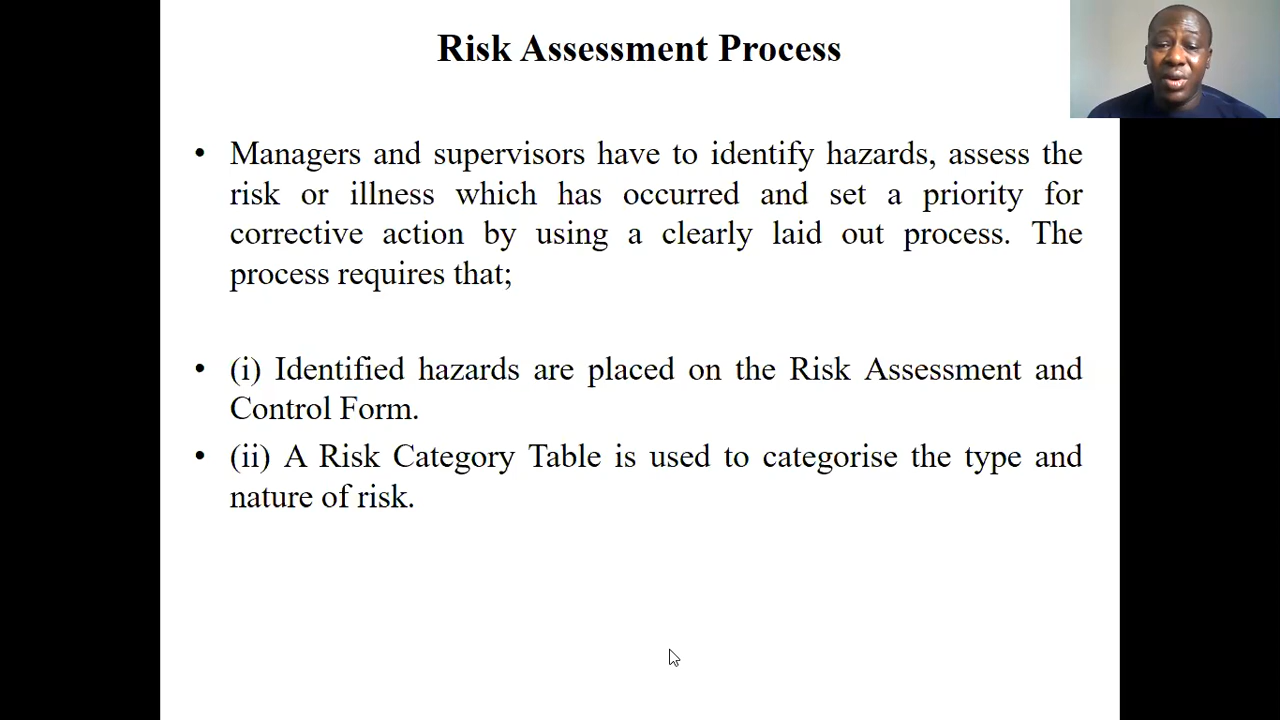 Risk Assessment Process
• Managers and supervisors have to identify hazards, assess the
risk or illness which has occurred and set a priority for
corrective action by using a clearly laid out process. The
process requires that;
• (i) Identified hazards are placed on the Risk Assessment and
Control Form.
• (ii) A Risk Category Table is used to categorise the type and
nature of risk.